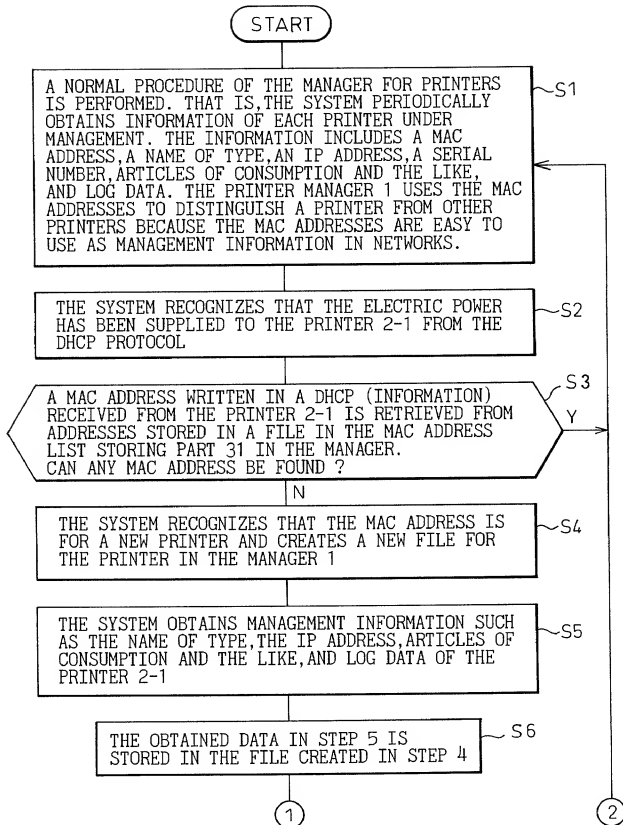 START
A NORMAL PROCEDURE OF THE MANAGER FOR PRINTERS
IS PERFORMED. THAT IS,THE SYSTEM PERIODICALLY
OBTAINS INFORMATION OF EACH PRINTER UNDER
MANAGEMENT. THE INFORMATION INCLUDES A MAC
ADDRESS,A NAME OF TYPE,AN IP ADDRESS,A SERIAL
NUMBER,ARTICLES OF CONSUMPTION AND THE LIKE,
AND LOG DATA. THE PRINTER MANAGER 1 USES THE MAC
ADDRESSES TO DISTINGUISH A PRINTER FROM OTHER
PRINTERS BECAUSE THE MAC ADDRESSES ARE EASY TO
USE AS MANAGEMENT INFORMATION IN NETWORKS.
S1
THE SYSTEM RECOGNIZES THAT THE ELECTRIC POWER
HAS BEEN SUPPLIED TO THE PRINTER 2-1 FROM THE
DHCP PROTOCOL
S2
A MAC ADDRESS WRITTEN IN A DHCP (INFORMATION)
RECEIVED FROM THE PRINTER 2-1 IS RETRIEVED FROM
ADDRESSES STORED IN A FILE IN THE MAC ADDRESS
LIST STORING PART 31 IN THE MANAGER.
CAN ANY MAC ADDRESS BE FOUND ?
S3
Y
N
THE SYSTEM RECOGNIZES THAT THE MAC ADDRESS IS
FOR A NEW PRINTER AND CREATES A NEW FILE FOR
THE PRINTER IN THE MANAGER 1
S4
THE SYSTEM OBTAINS MANAGEMENT INFORMATION SUCH
AS THE NAME OF TYPE,THE IP ADDRESS,ARTICLES OF
CONSUMPTION AND THE LIKE,AND LOG DATA OF THE
PRINTER 2-1
S5
THE OBTAINED DATA IN STEP 5 IS
STORED IN THE FILE CREATED IN STEP 4
S6
1
2